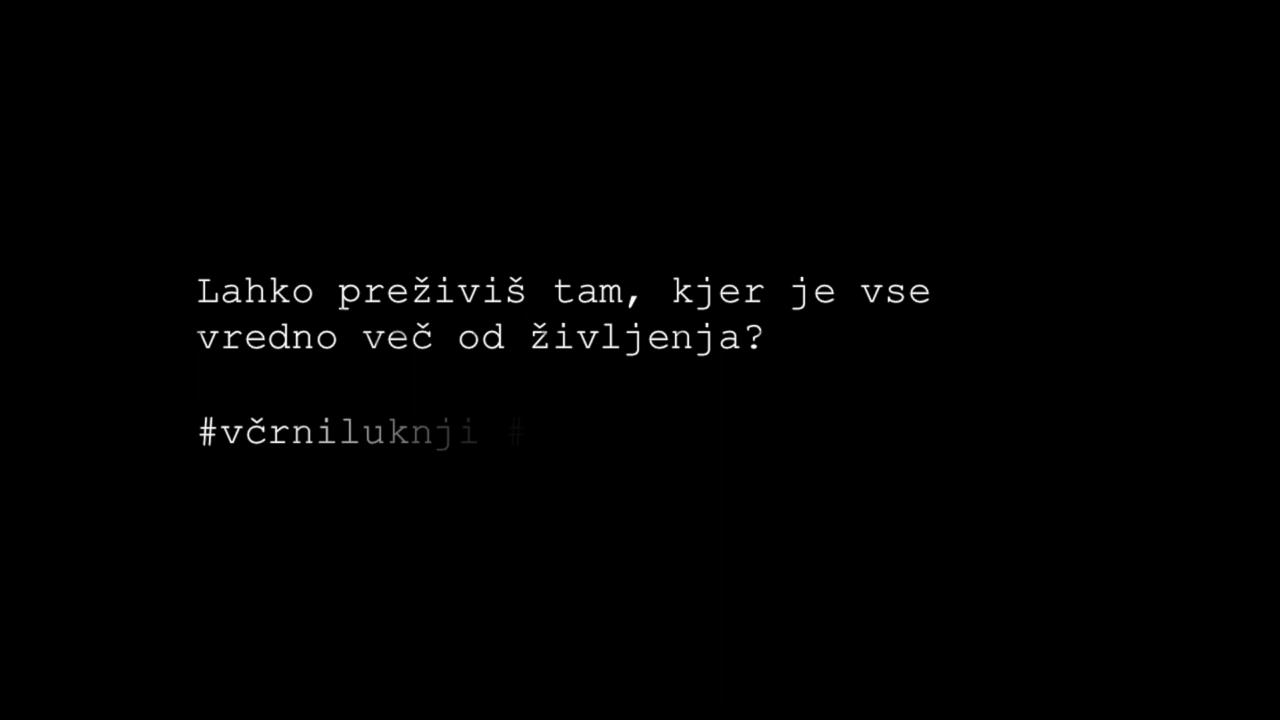 Lahko preživiš tam, kjer je vse
vredno več od življenja?
#včrniluknji #